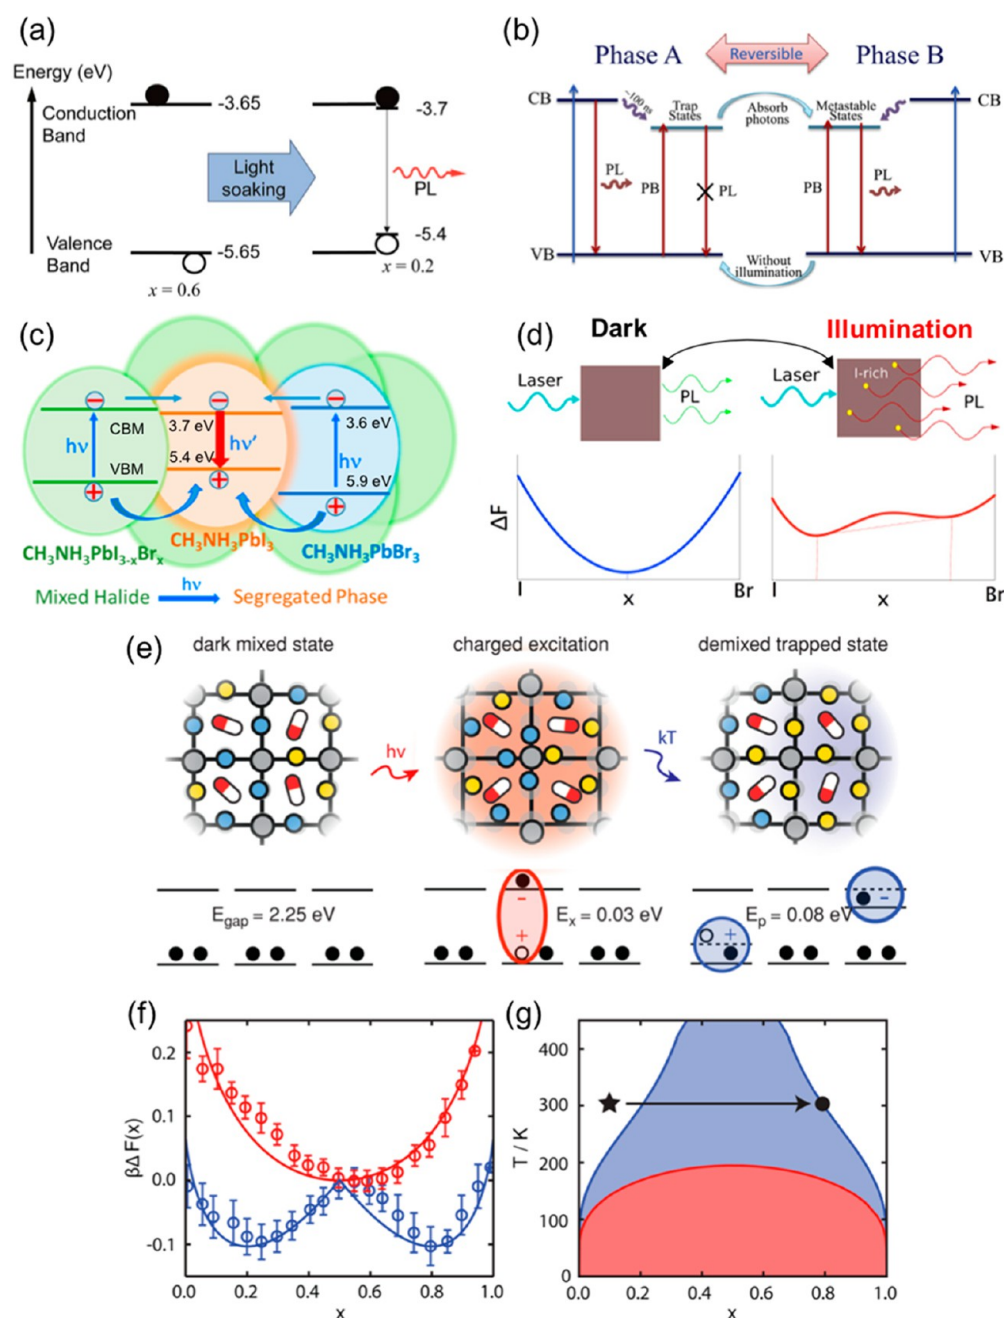 (a)
Energy (eV)
Conduction
Band
-3.65
-3.7
Light
soaking
PL
Valence
Band
-5.65
-5.4
x = 0.6
x = 0.2
(b)
Phase A
Reversible
Phase B
CB
~100 ns
Trap
States
Absorb
photons
Metastable
States
CB
PL
PB
PL
PB
PL
VB
Without
illumination
VB
(c)
CBM
3.7 eV
3.6 eV
hν
hν'
hν
VBM
5.4 eV
5.9 eV
CH₃NH₃PbI₃₋ₓBrₓ
CH₃NH₃PbI₃
CH₃NH₃PbBr₃
Mixed Halide
hν
Segregated Phase
(d)
Dark
Illumination
Laser
PL
Laser
I-rich
PL
ΔF
I
x
Br
I
x
Br
(e)
dark mixed state
charged excitation
demixed trapped state
hν
kT
E_gap = 2.25 eV
- +
E_x = 0.03 eV
E_p = 0.08 eV
+ -
(f)
βΔF(x)
0.2
0.1
0.0
-0.1
0.0 0.2 0.4 0.6 0.8 1.0
x
(g)
T / K
400
300
200
100
0
0.0 0.2 0.4 0.6 0.8 1.0
x